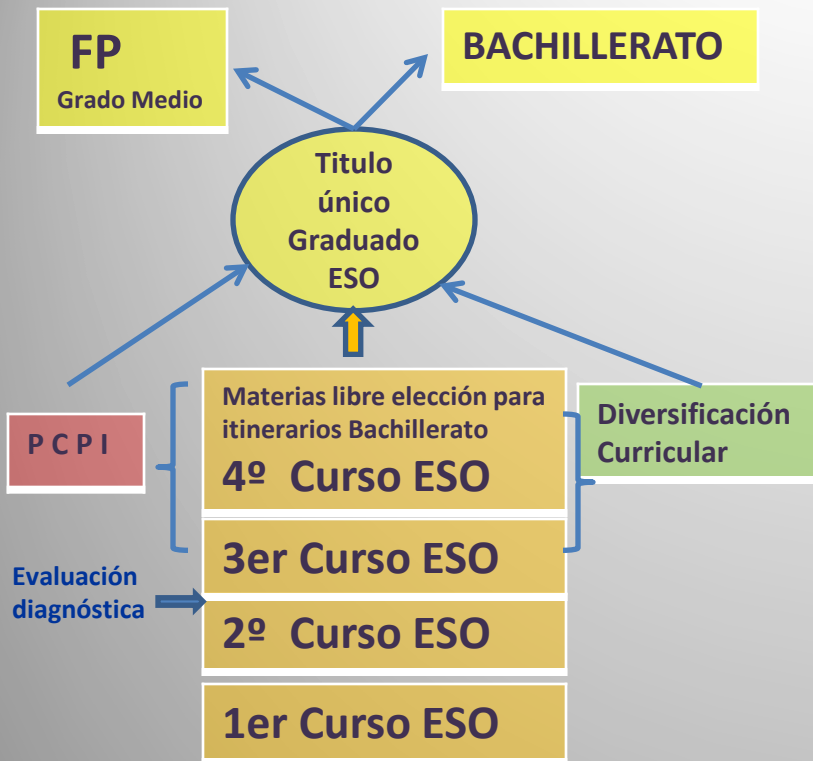 FP
Grado Medio
BACHILLERATO
Titulo
único
Graduado
ESO
Materias libre elección para
itinerarios Bachillerato
4º Curso ESO
P C P I
Diversificación
Curricular
3er Curso ESO
Evaluación
diagnóstica
2º Curso ESO
1er Curso ESO